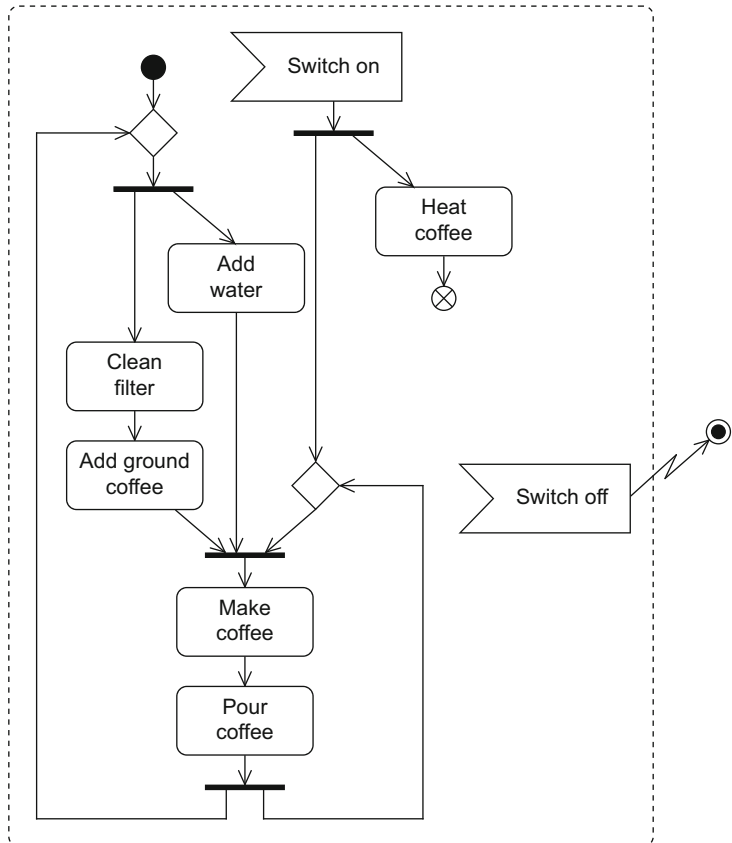 Switch on
Heat
coffee
Add
water
Clean
filter
Add ground
coffee
Switch off
Make
coffee
Pour
coffee